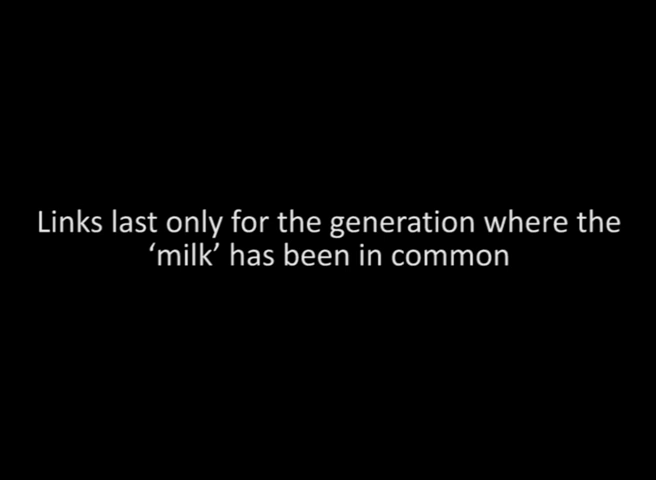 Links last only for the generation where the
‘milk’ has been in common